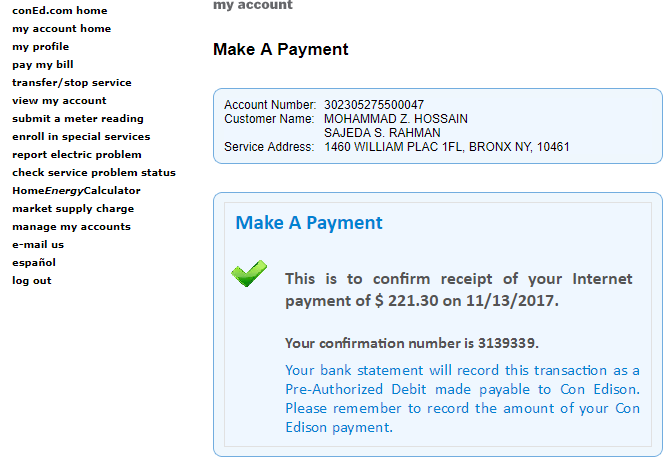 conEd.com home
my account home
my profile
pay my bill
transfer/stop service
view my account
submit a meter reading
enroll in special services
report electric problem
check service problem status
HomeEnergyCalculator
market supply charge
manage my accounts
e-mail us
español
log out
my account
Make A Payment
Account Number: 302305275500047
Customer Name: MOHAMMAD Z. HOSSAIN
SAJEDA S. RAHMAN
Service Address: 1460 WILLIAM PLAC 1FL, BRONX NY, 10461
Make A Payment
This is to confirm receipt of your Internet
payment of $ 221.30 on 11/13/2017.
Your confirmation number is 3139339.
Your bank statement will record this transaction as a
Pre-Authorized Debit made payable to Con Edison.
Please remember to record the amount of your Con
Edison payment.